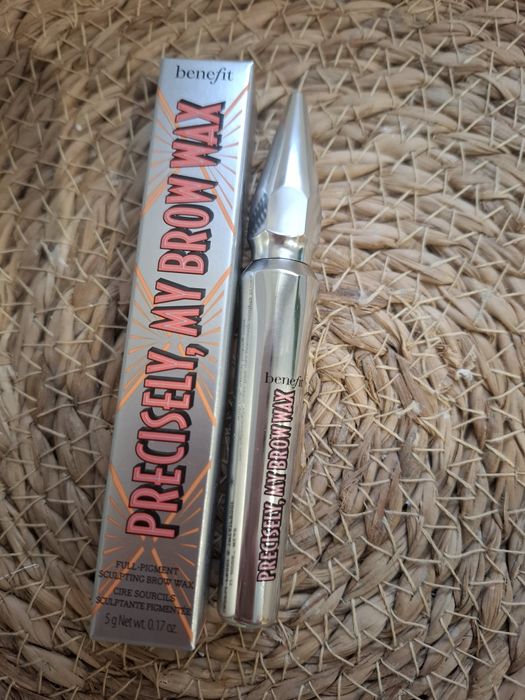 benefit
PRECISELY, MY BROW WAX
FULL-PIGMENT
SCULPTING BROW WAX
CIRE SOURCILS
SCULPTANTE PIGMENTÉE
5 g Net wt. 0.17 oz.
benefit
PRECISELY, MY BROW WAX